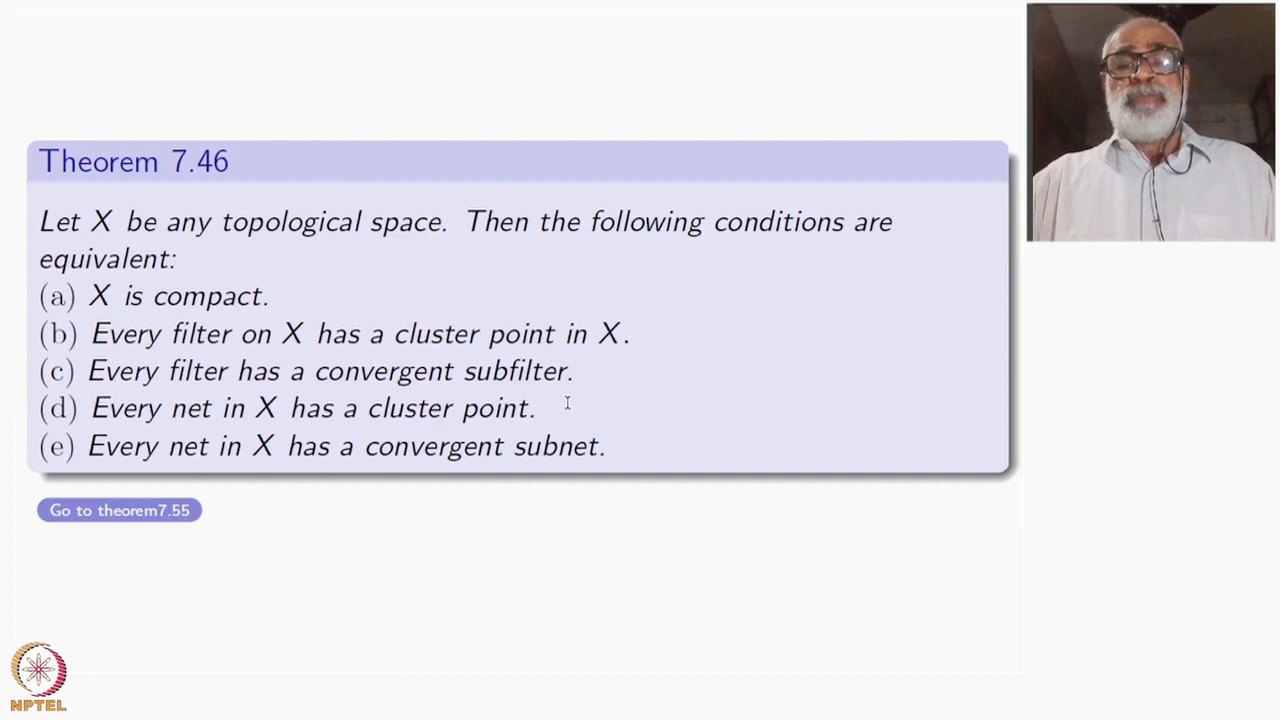 Theorem 7.46
Let X be any topological space. Then the following conditions are
equivalent:
(a) X is compact.
(b) Every filter on X has a cluster point in X.
(c) Every filter has a convergent subfilter.
(d) Every net in X has a cluster point.
(e) Every net in X has a convergent subnet.
Go to theorem7.55
NPTEL